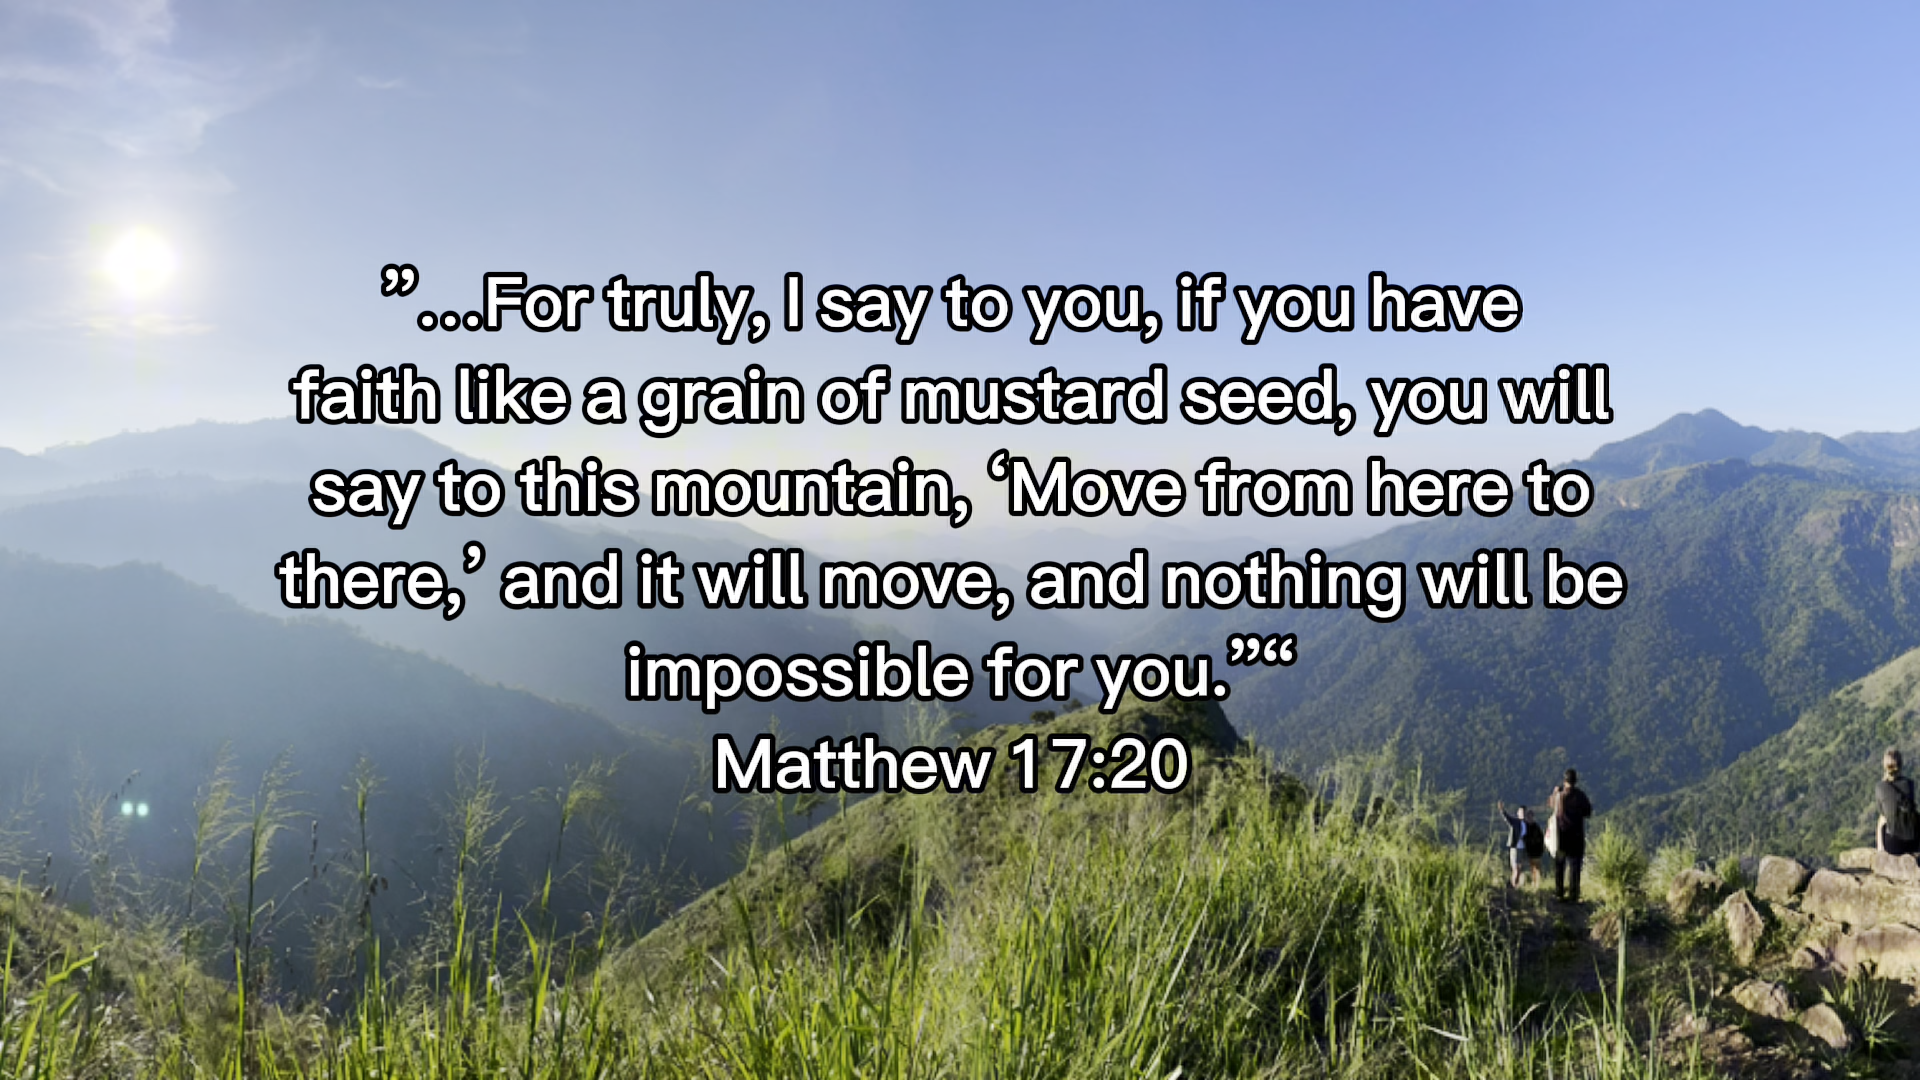 ”...For truly, I say to you, if you have
faith like a grain of mustard seed, you will
say to this mountain, ‘Move from here to
there,’ and it will move, and nothing will be
impossible for you.”“
Matthew 17:20